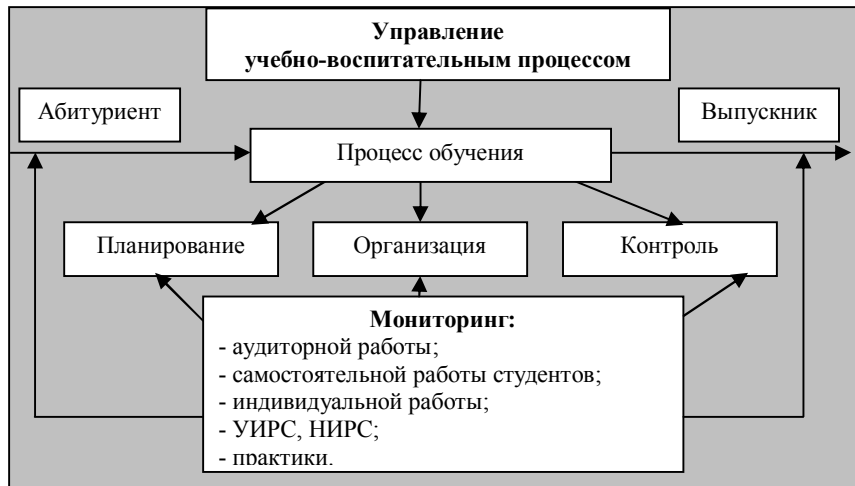 Управление
учебно-воспитательным процессом
Абитуриент
Выпускник
Процесс обучения
Планирование
Организация
Контроль
Мониторинг:
- аудиторной работы;
- самостоятельной работы студентов;
- индивидуальной работы;
- УИРС, НИРС;
- практики.